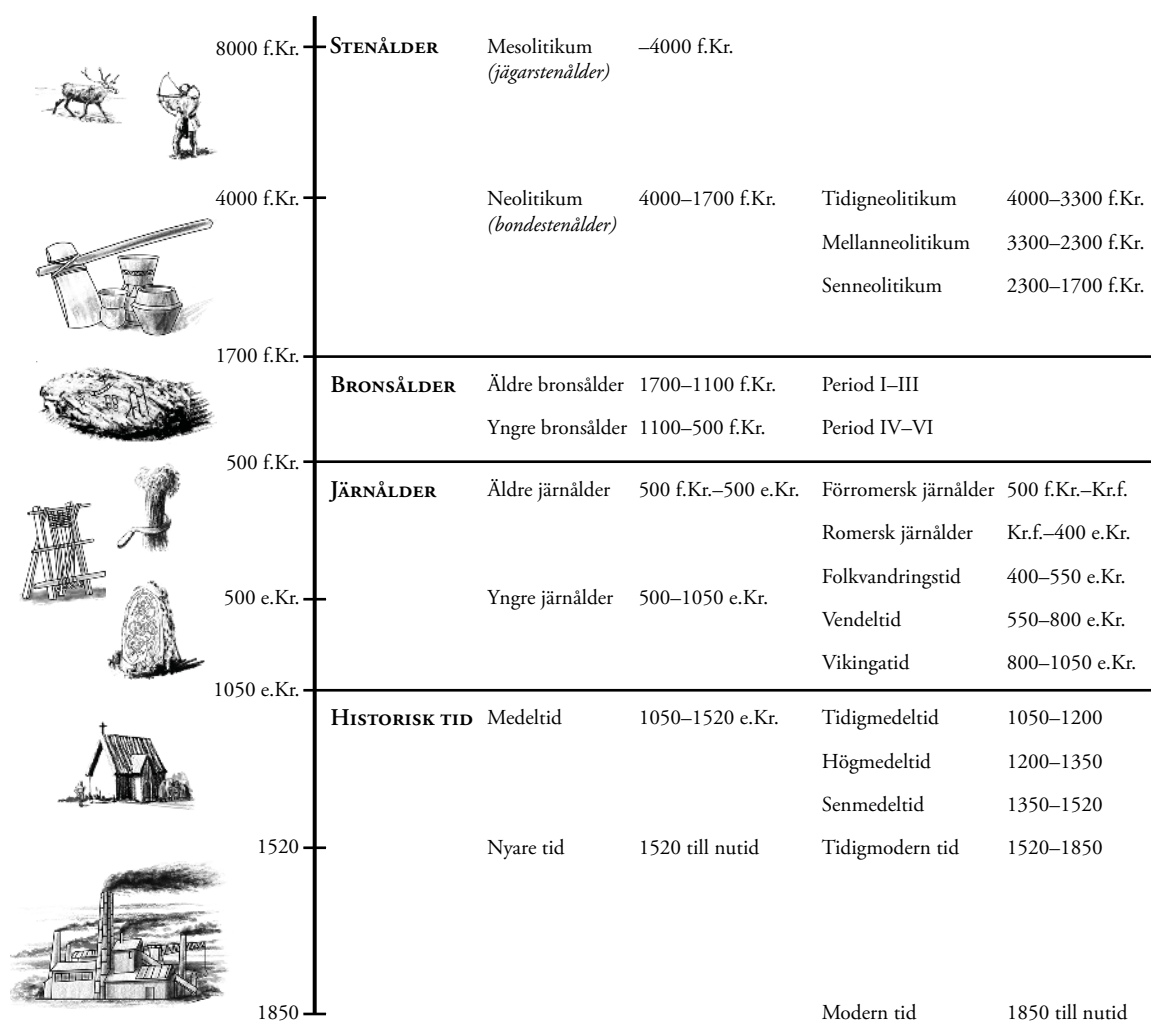 8000 f.Kr. STENÅLDER Mesolitikum –4000 f.Kr.
(jägarstenålder)
4000 f.Kr. Neolitikum 4000–1700 f.Kr. Tidigneolitikum 4000–3300 f.Kr.
(bondestenålder)
Mellanneolitikum 3300–2300 f.Kr.
Senneolitikum 2300–1700 f.Kr.
1700 f.Kr.
BRONSÅLDER Äldre bronsålder 1700–1100 f.Kr. Period I–III
Yngre bronsålder 1100–500 f.Kr. Period IV–VI
500 f.Kr.
JÄRNÅLDER Äldre järnålder 500 f.Kr.–500 e.Kr. Förromersk järnålder 500 f.Kr.–Kr.f.
Romersk järnålder Kr.f.–400 e.Kr.
Folkvandringstid 400–550 e.Kr.
500 e.Kr. Yngre järnålder 500–1050 e.Kr.
Vendeltid 550–800 e.Kr.
Vikingatid 800–1050 e.Kr.
1050 e.Kr.
HISTORISK TID Medeltid 1050–1520 e.Kr. Tidigmedeltid 1050–1200
Högmedeltid 1200–1350
Senmedeltid 1350–1520
1520 Nyare tid 1520 till nutid Tidigmodern tid 1520–1850
1850 Modern tid 1850 till nutid